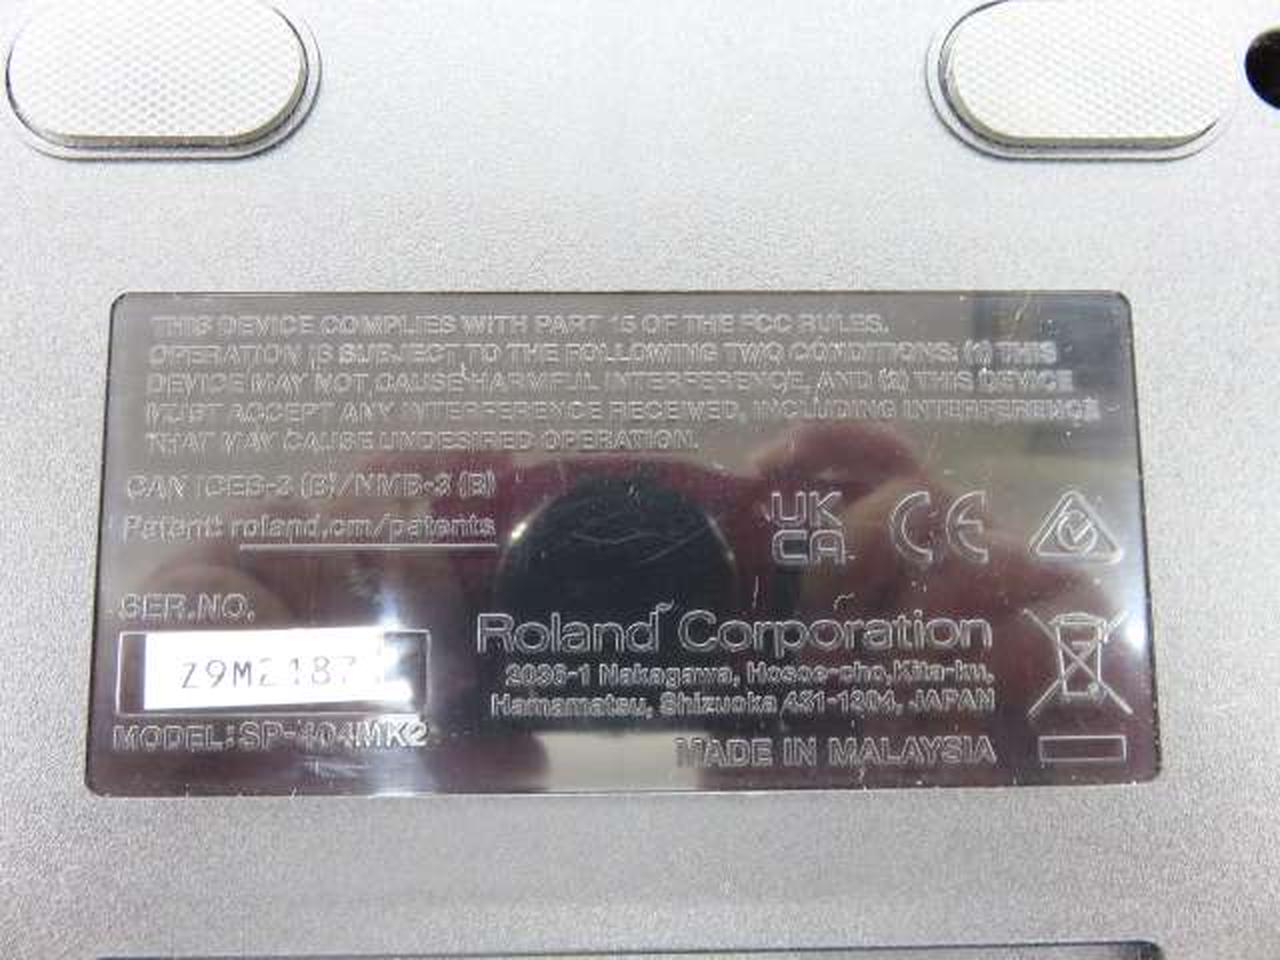 THIS DEVICE COMPLIES WITH PART 15 OF THE FCC RULES.
OPERATION IS SUBJECT TO THE FOLLOWING TWO CONDITIONS: (1) THIS
DEVICE MAY NOT CAUSE HARMFUL INTERFERENCE, AND (2) THIS DEVICE
MUST ACCEPT ANY INTERFERENCE RECEIVED, INCLUDING INTERFERENCE
THAT MAY CAUSE UNDESIRED OPERATION.
CAN ICES-3 (B)/NMB-3 (B)
Patent: roland.cm/patents
UK
CA
CE
SER.NO.
MODEL:SP-404MK2
Roland Corporation
2036-1 Nakagawa, Hosoe-cho,Kita-ku,
Hamamatsu, Shizuoka 431-1304, JAPAN
MADE IN MALAYSIA